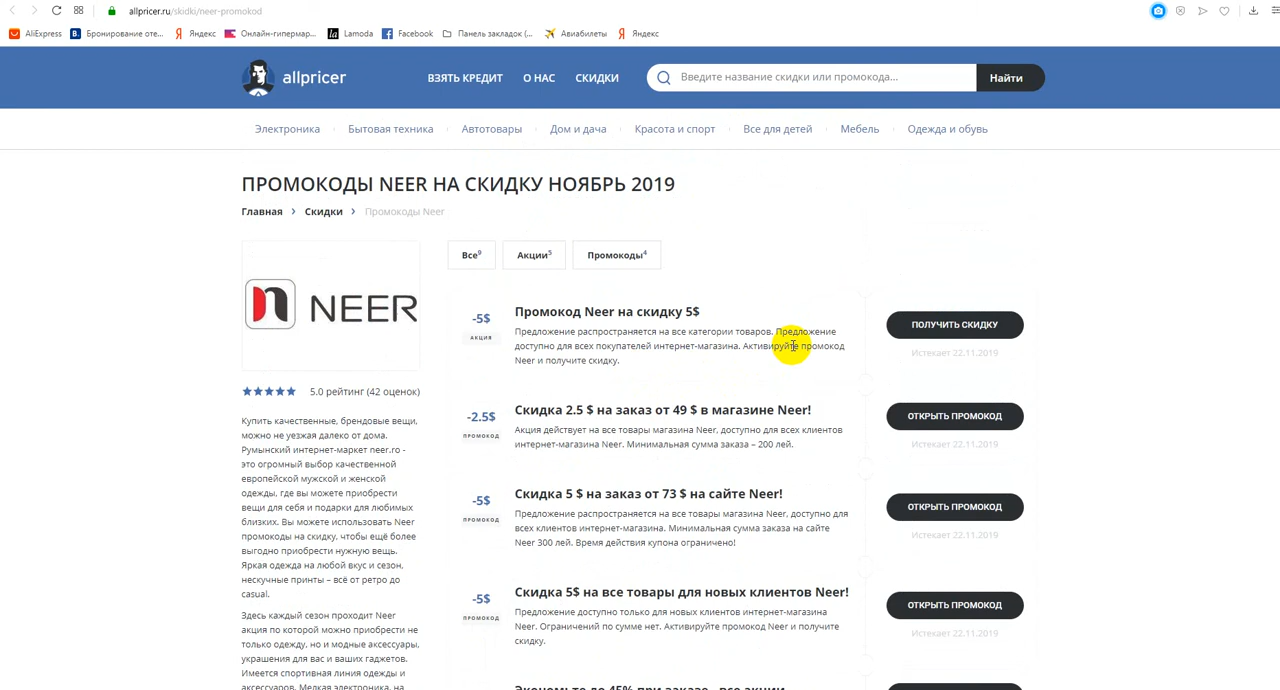 allpricer.ru/skidki/neer-promokod
AliExpress Бронирование оте... Яндекс Онлайн-гипермар... Lamoda Facebook Панель закладок (... Авиабилеты Яндекс
allpricer ВЗЯТЬ КРЕДИТ О НАС СКИДКИ Введите название скидки или промокода... Найти
Электроника Бытовая техника Автотовары Дом и дача Красота и спорт Все для детей Мебель Одежда и обувь
ПРОМОКОДЫ NEER НА СКИДКУ НОЯБРЬ 2019
Главная > Скидки > Промокоды Neer
Все9 Акции5 Промокоды4
NEER
5.0 рейтинг (42 оценок)
Купить качественные, брендовые вещи,
можно не уезжая далеко от дома.
Румынский интернет-маркет neer.ro -
это огромный выбор качественной
европейской мужской и женской
одежды, где вы можете приобрести
вещи для себя и подарки для любимых
близких. Вы можете использовать Neer
промокоды на скидку, чтобы ещё более
выгодно приобрести нужную вещь.
Яркая одежда на любой вкус и сезон,
нескучные принты – всё от ретро до
casual.
Здесь каждый сезон проходит Neer
акция по которой можно приобрести не
только одежду, но и модные аксессуары,
украшения для вас и ваших гаджетов.
Имеется спортивная линия одежды и
аксессуаров. Мелкая электроника, на
-5$
АКЦИЯ
Промокод Neer на скидку 5$
Предложение распространяется на все категории товаров. Предложение
доступно для всех покупателей интернет-магазина. Активируйте промокод
Neer и получите скидку.
ПОЛУЧИТЬ СКИДКУ
Истекает 22.11.2019
-2.5$
ПРОМОКОД
Скидка 2.5 $ на заказ от 49 $ в магазине Neer!
Акция действует на все товары магазина Neer, доступно для всех клиентов
интернет-магазина Neer. Минимальная сумма заказа – 200 лей.
ОТКРЫТЬ ПРОМОКОД
Истекает 22.11.2019
-5$
ПРОМОКОД
Скидка 5 $ на заказ от 73 $ на сайте Neer!
Предложение распространяется на все товары магазина Neer, доступно для
всех клиентов интернет-магазина. Минимальная сумма заказа на сайте
Neer 300 лей. Время действия купона ограничено!
ОТКРЫТЬ ПРОМОКОД
Истекает 22.11.2019
-5$
ПРОМОКОД
Скидка 5$ на все товары для новых клиентов Neer!
Предложение доступно только для новых клиентов интернет-магазина
Neer. Ограничений по сумме нет. Активируйте промокод Neer и получите
скидку.
ОТКРЫТЬ ПРОМОКОД
Истекает 22.11.2019
Экономьте до 45% при заказе - все акции